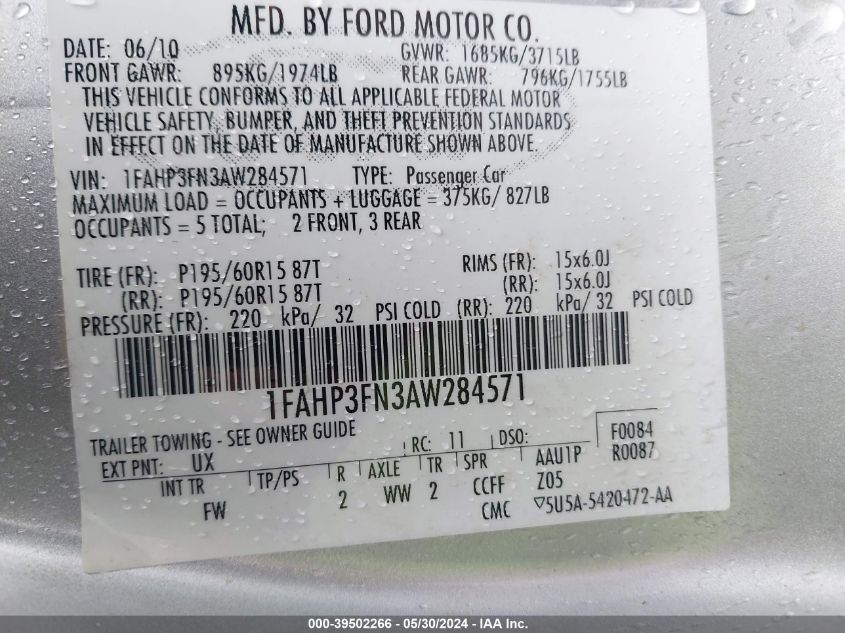 MFD. BY FORD MOTOR CO.
DATE: 06/10 GVWR: 1685KG/3715LB
FRONT GAWR: 895KG/1974LB REAR GAWR: 796KG/1755LB
THIS VEHICLE CONFORMS TO ALL APPLICABLE FEDERAL MOTOR
VEHICLE SAFETY, BUMPER, AND THEFT PREVENTION STANDARDS
IN EFFECT ON THE DATE OF MANUFACTURE SHOWN ABOVE.
VIN: 1FAHP3FN3AW284571 TYPE: Passenger Car
MAXIMUM LOAD = OCCUPANTS + LUGGAGE = 375KG/ 827LB
OCCUPANTS = 5 TOTAL; 2 FRONT, 3 REAR
TIRE (FR): P195/60R15 87T RIMS (FR): 15x6.0J
(RR): P195/60R15 87T (RR): 15x6.0J
PRESSURE (FR): 220 kPa/ 32 PSI COLD (RR): 220 kPa/ 32 PSI COLD
1FAHP3FN3AW284571
TRAILER TOWING - SEE OWNER GUIDE
EXT PNT: UX RC: 11 DSO: F0084
R0087
INT TR TP/PS R AXLE TR SPR AAU1P
FW 2 WW 2 CCFF Z05
CMC ▽5U5A-5420472-AA
000-39502266 - 05/30/2024 - IAA Inc.